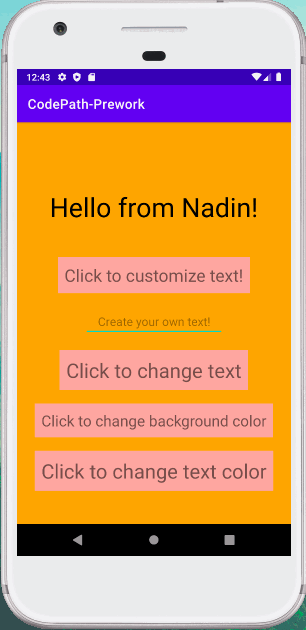 12:43
CodePath-Prework
Hello from Nadin!
Click to customize text!
Create your own text!
Click to change text
Click to change background color
Click to change text color